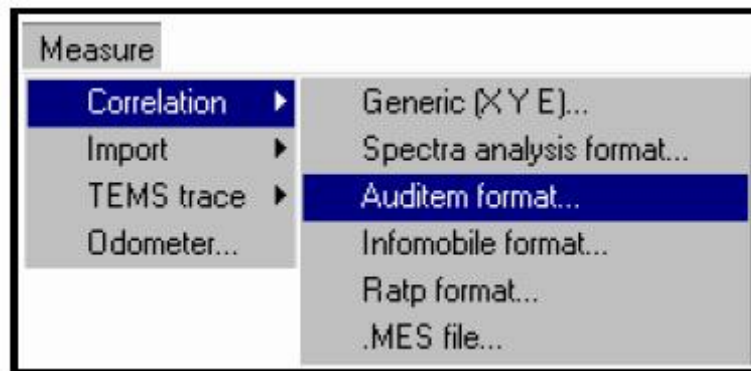 Measure
Correlation
Import
TEMS trace
Odometer...
Generic (X Y E)...
Spectra analysis format...
Auditem format...
Infomobile format...
Ratp format...
.MES file...